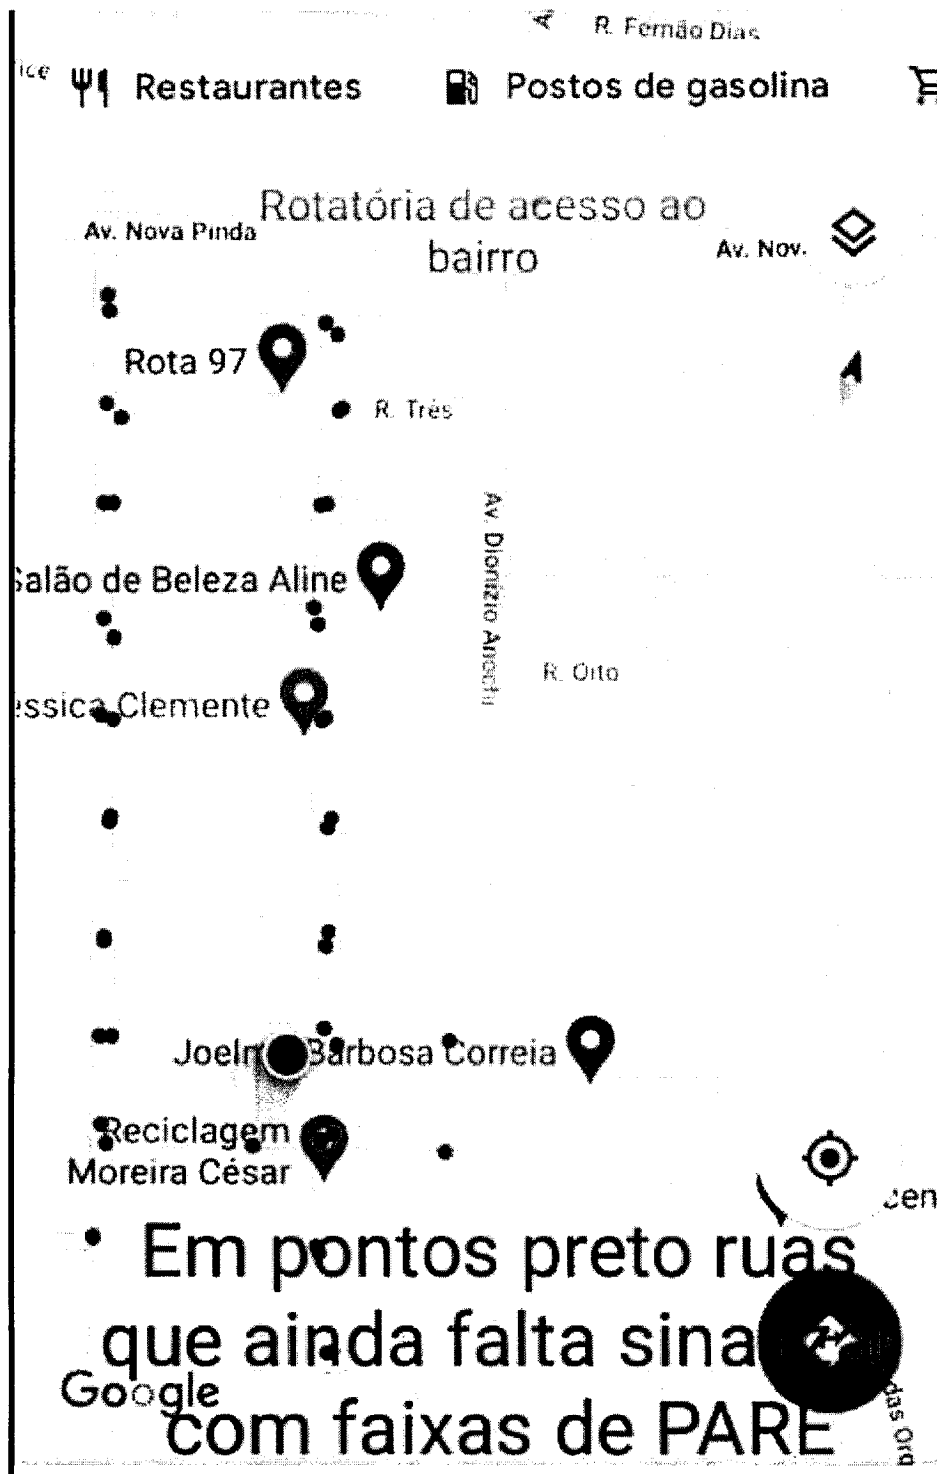 R. Fernão Dias
Restaurantes
Postos de gasolina
Rotatória de acesso ao
bairro
Av. Nova Pinda
Av. Nov.
Rota 97
R. Três
Av. Dionizio
Salão de Beleza Aline
R. Oito
essica Clemente
Barbosa Correia
Reciclagem
Moreira César
Em pontos preto ruas
que ainda falta sina
Google
com faixas de PARE